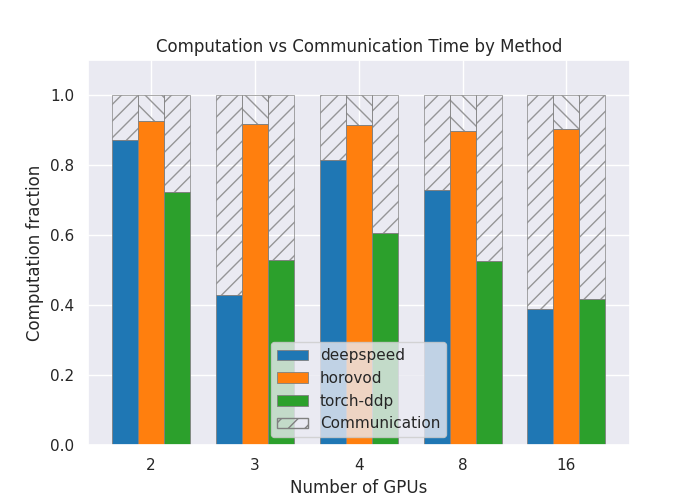 Computation vs Communication Time by Method
Computation fraction
1.0
0.8
0.6
0.4
0.2
0.0
deepspeed
horovod
torch-ddp
Communication
2 3 4 8 16
Number of GPUs